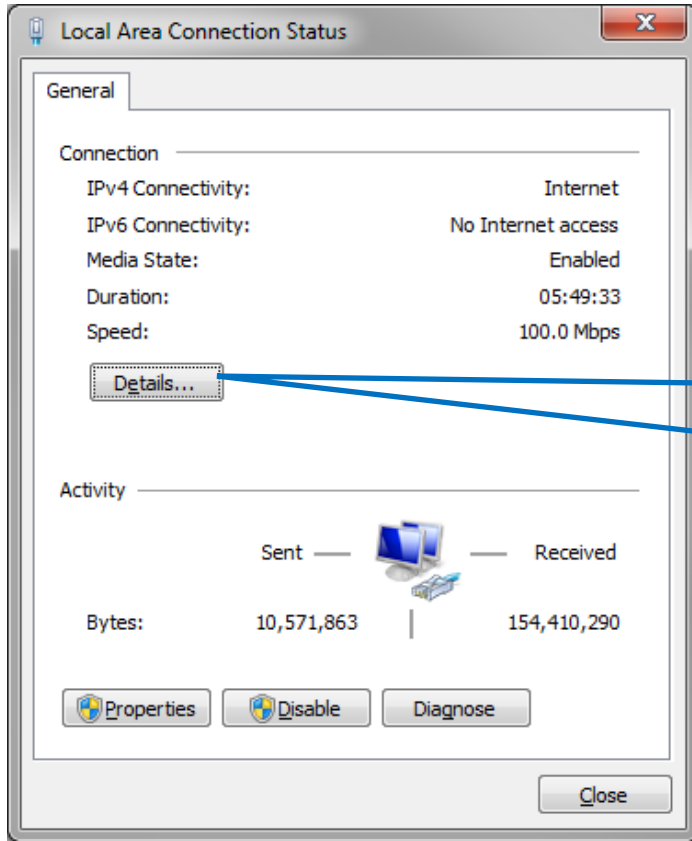 Local Area Connection Status
General
Connection
IPv4 Connectivity: Internet
IPv6 Connectivity: No Internet access
Media State: Enabled
Duration: 05:49:33
Speed: 100.0 Mbps
Details...
Activity
Sent Received
Bytes: 10,571,863 154,410,290
Properties Disable Diagnose
Close